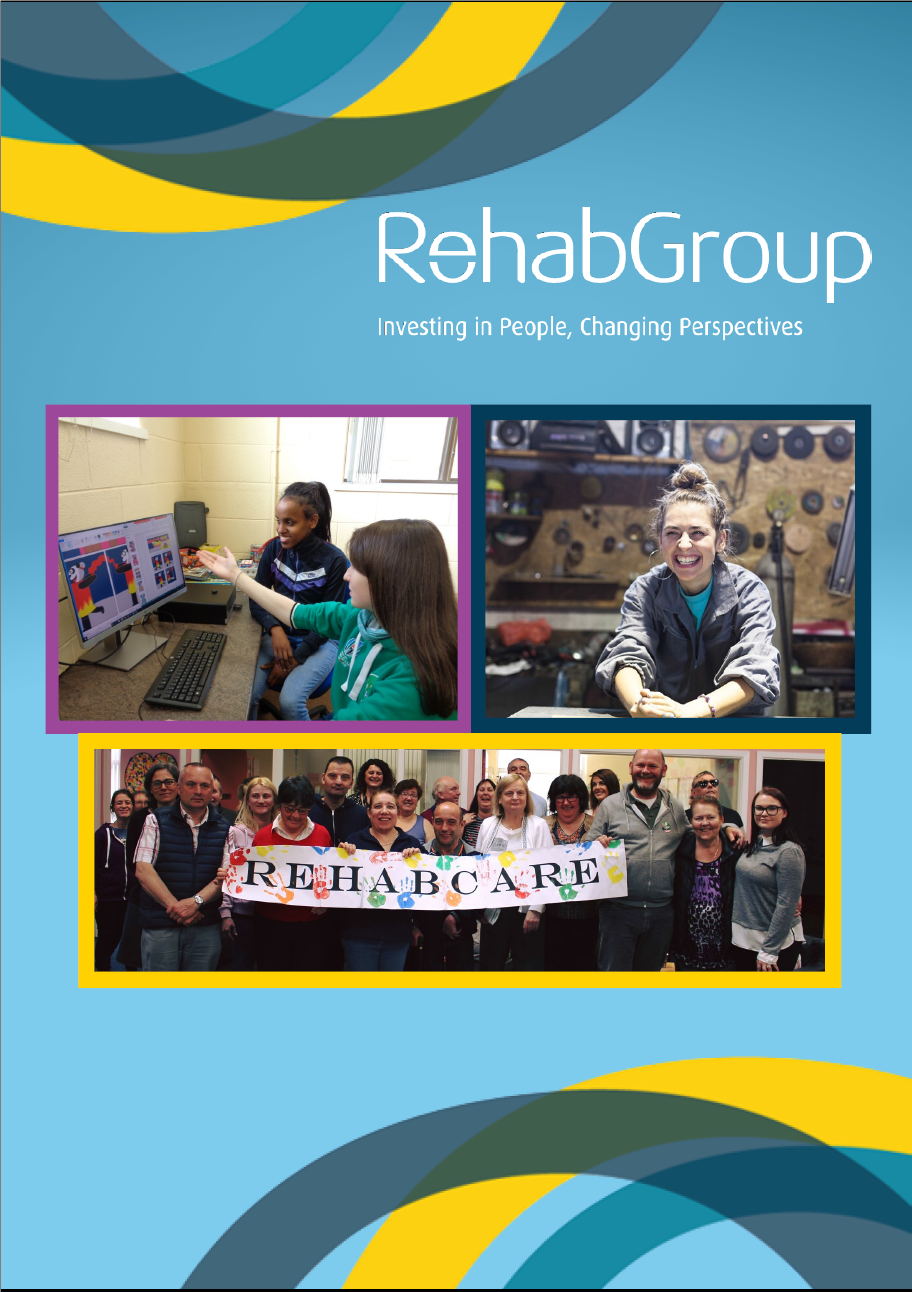 RehabGroup
Investing in People, Changing Perspectives
REHABCARE